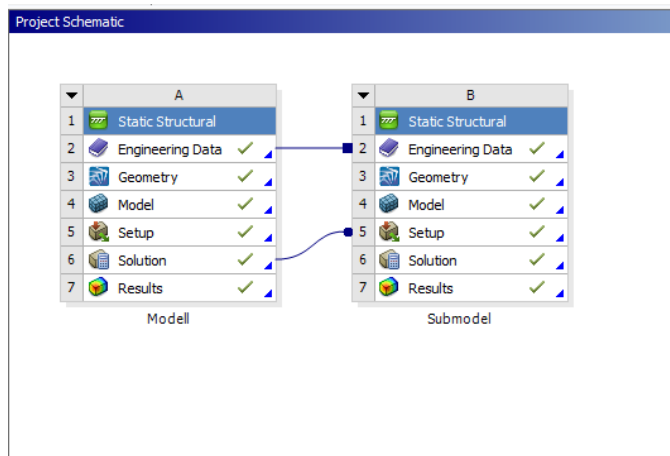 Project Schematic
A
1 Static Structural
2 Engineering Data
3 Geometry
4 Model
5 Setup
6 Solution
7 Results
Modell
B
1 Static Structural
2 Engineering Data
3 Geometry
4 Model
5 Setup
6 Solution
7 Results
Submodel